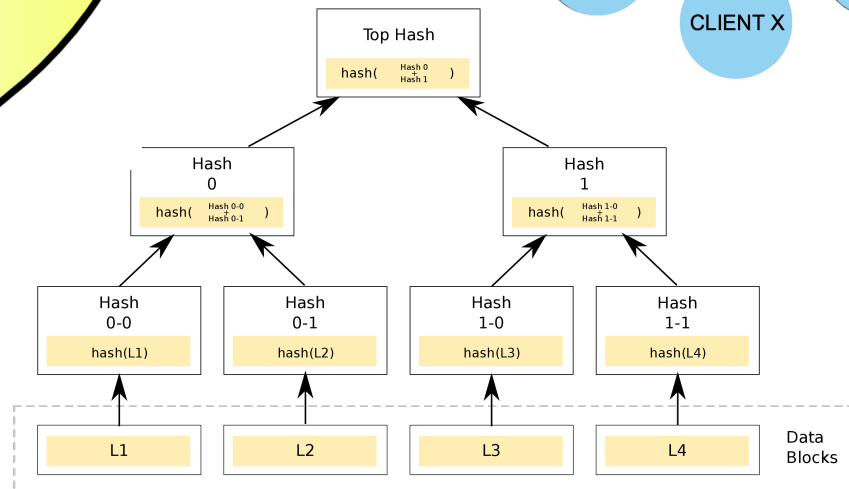 CLIENT X
Top Hash
hash( Hash 0 + Hash 1 )
Hash
0
hash( Hash 0-0 + Hash 0-1 )
Hash
1
hash( Hash 1-0 + Hash 1-1 )
Hash
0-0
hash(L1)
Hash
0-1
hash(L2)
Hash
1-0
hash(L3)
Hash
1-1
hash(L4)
L1
L2
L3
L4
Data
Blocks